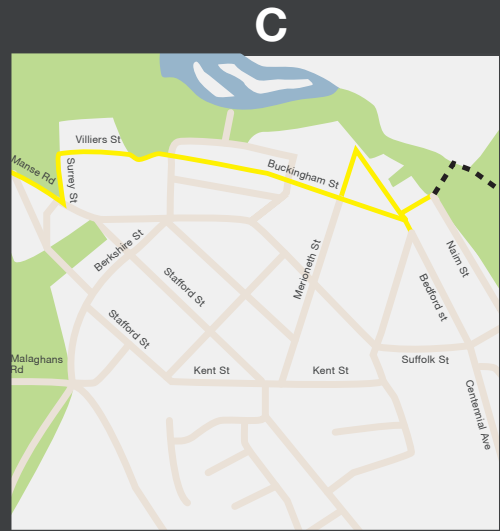 C
Villiers St
Manse Rd
Surrey St
Buckingham St
Berkshire St
Stafford St
Merioneth St
Nairn St
Bedford st
Stafford St
Malaghans
Rd
Kent St
Kent St
Suffolk St
Centennial Ave